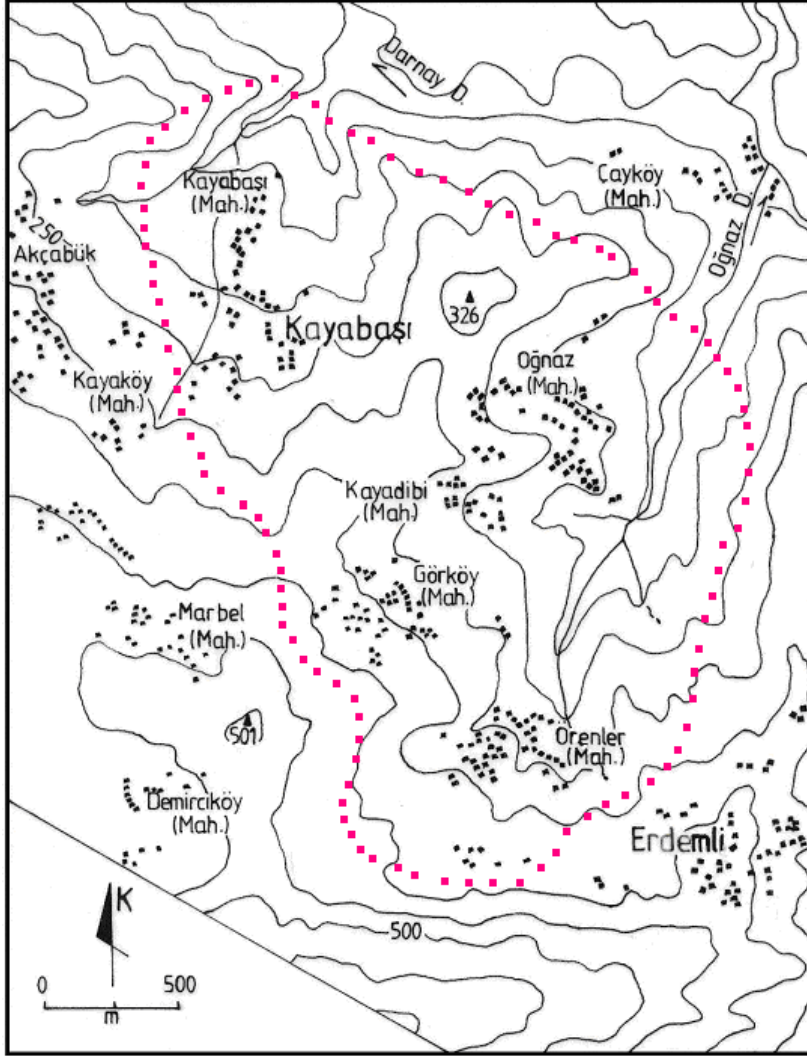 Darnay D.
Kayabaşı
(Mah.)
Çayköy
(Mah.)
Oğnaz D.
250
Akçabük
326
Kayabaşı
Oğnaz
(Mah.)
Kayaköy
(Mah.)
Kayadibi
(Mah.)
Görköy
(Mah.)
Marbel
(Mah.)
501
Örenler
(Mah.)
Demirciköy
(Mah.)
Erdemli
K
500
0 500
m